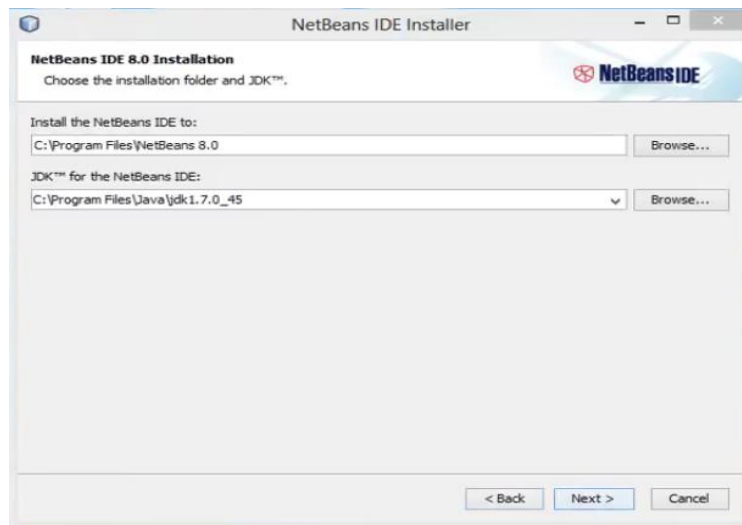 NetBeans IDE Installer
NetBeans IDE 8.0 Installation
Choose the installation folder and JDK™.
NetBeans IDE
Install the NetBeans IDE to:
C:\Program Files\NetBeans 8.0
Browse...
JDK™ for the NetBeans IDE:
C:\Program Files\Java\jdk1.7.0_45
Browse...
< Back
Next >
Cancel